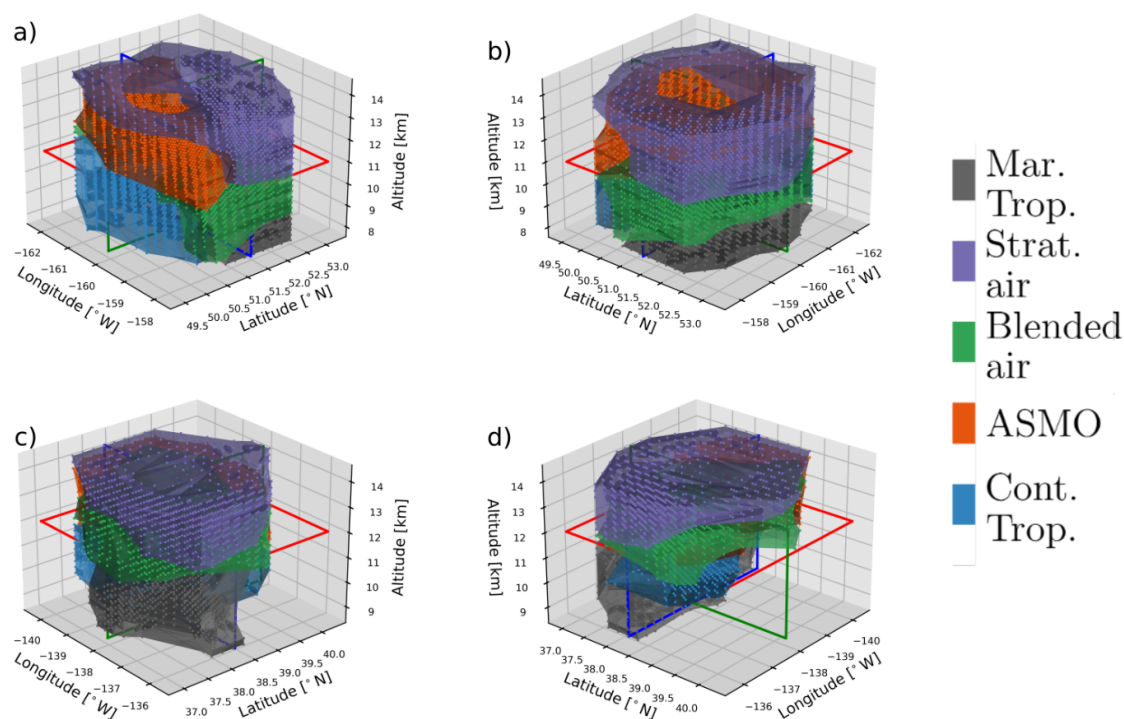 a)
14
13
12
11
10
9
8
Altitude [km]
−162
−161
−160
−159
−158
Longitude [°W]
49.5
50.0
50.5
51.0
51.5
52.0
52.5
53.0
Latitude [°N]
b)
14
13
12
11
10
9
8
Altitude
[km]
49.5
50.0
50.5
51.0
51.5
52.0
52.5
53.0
Latitude [°N]
−158
−159
−160
−161
−162
Longitude [°W]
c)
14
13
12
11
10
9
Altitude [km]
−140
−139
−138
−137
−136
Longitude [°W]
37.0
37.5
38.0
38.5
39.0
39.5
40.0
Latitude [°N]
d)
14
13
12
11
10
9
Altitude
[km]
37.0
37.5
38.0
38.5
39.0
39.5
40.0
Latitude [°N]
−136
−137
−138
−139
−140
Longitude [°W]
Mar.
Trop.
Strat.
air
Blended
air
ASMO
Cont.
Trop.